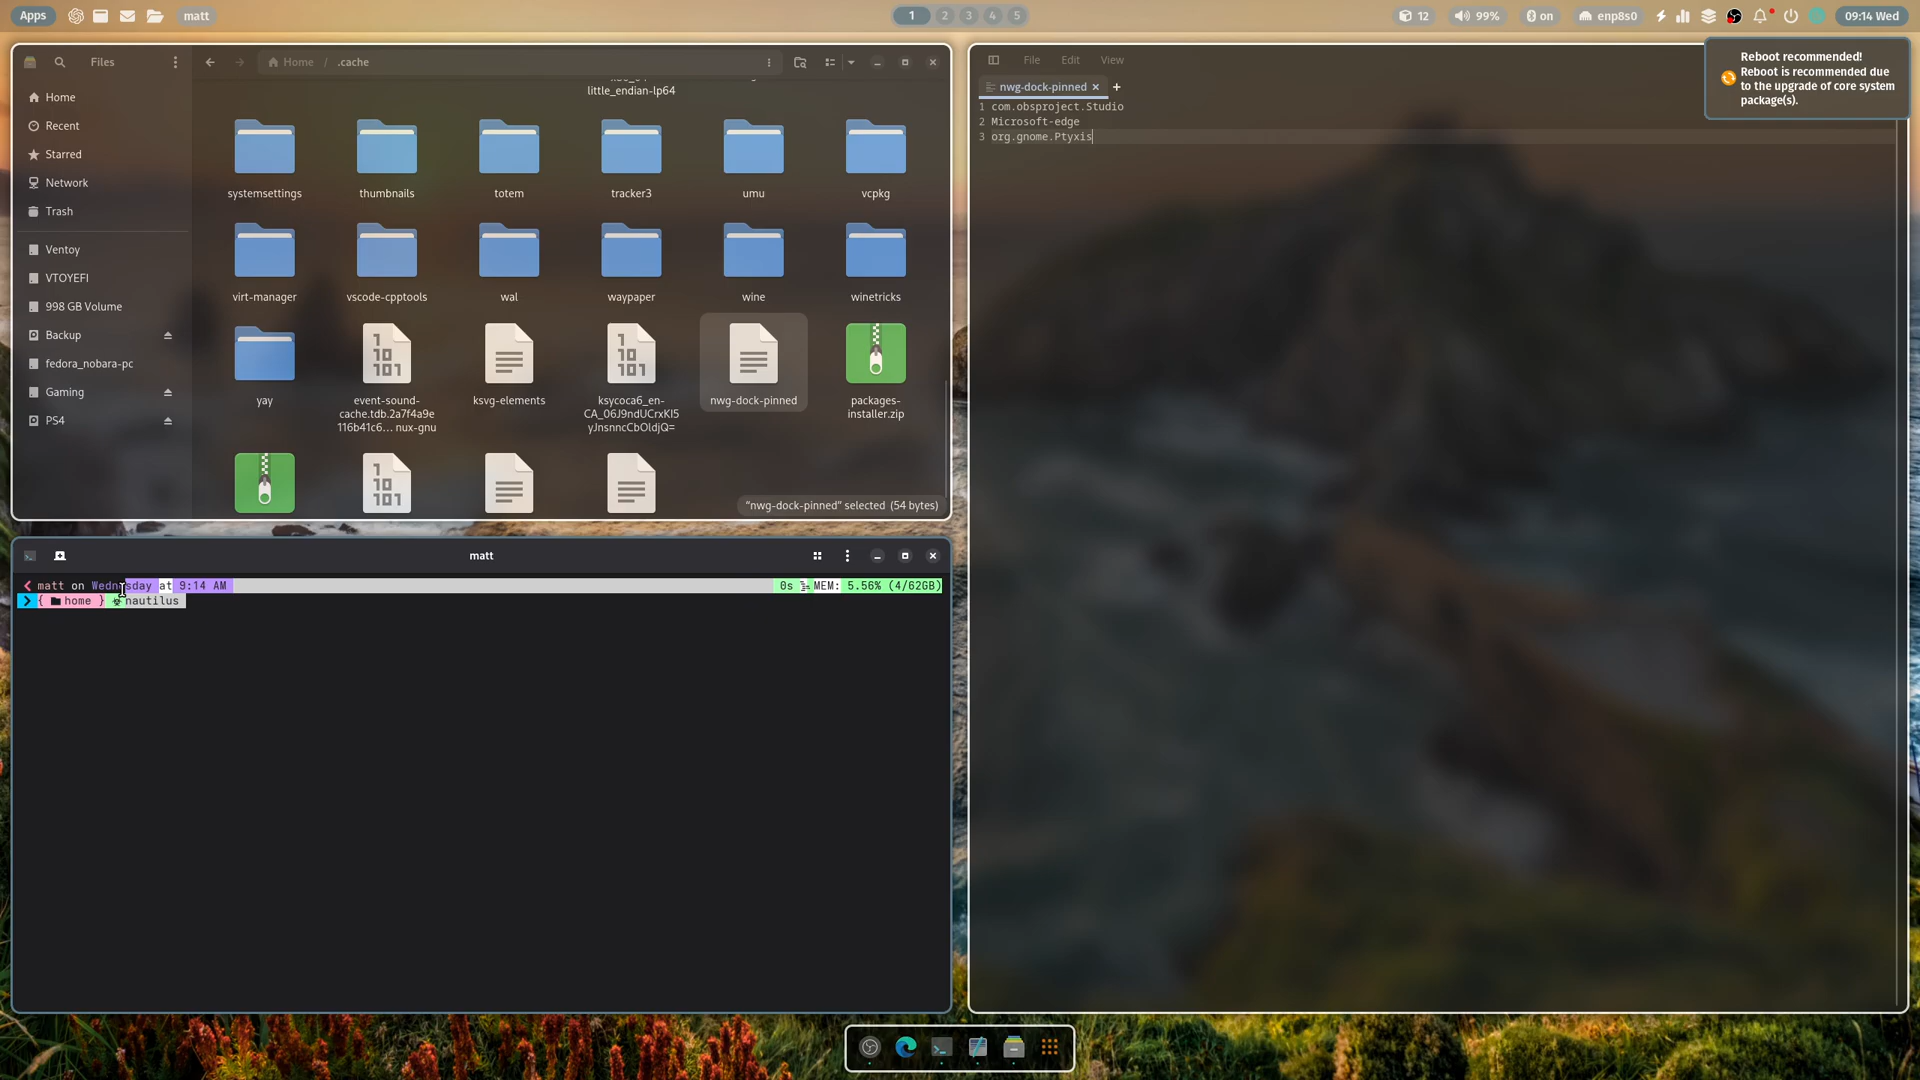 Apps
matt
1 2 3 4 5
12
99%
on
enp8s0
09:14 Wed
Files
Home / .cache
Home
Recent
Starred
Network
Trash
Ventoy
VTOYEFI
998 GB Volume
Backup
fedora_nobara-pc
Gaming
PS4
little_endian-lp64
systemsettings
thumbnails
totem
tracker3
umu
vcpkg
virt-manager
vscode-cpptools
wal
waypaper
wine
winetricks
yay
event-sound-
cache.tdb.2a7f4a9e
116b41c6... nux-gnu
ksvg-elements
ksycoca6_en-
CA_06J9ndUCrxKI5
yJnsnncCbOldjQ=
nwg-dock-pinned
packages-
installer.zip
"nwg-dock-pinned" selected (54 bytes)
File Edit View
nwg-dock-pinned
1 com.obsproject.Studio
2 Microsoft-edge
3 org.gnome.Ptyxis
Reboot recommended!
Reboot is recommended due
to the upgrade of core system
package(s).
matt
matt on Wednesday at 9:14 AM
0s MEM: 5.56% (4/62GB)
{ home } nautilus